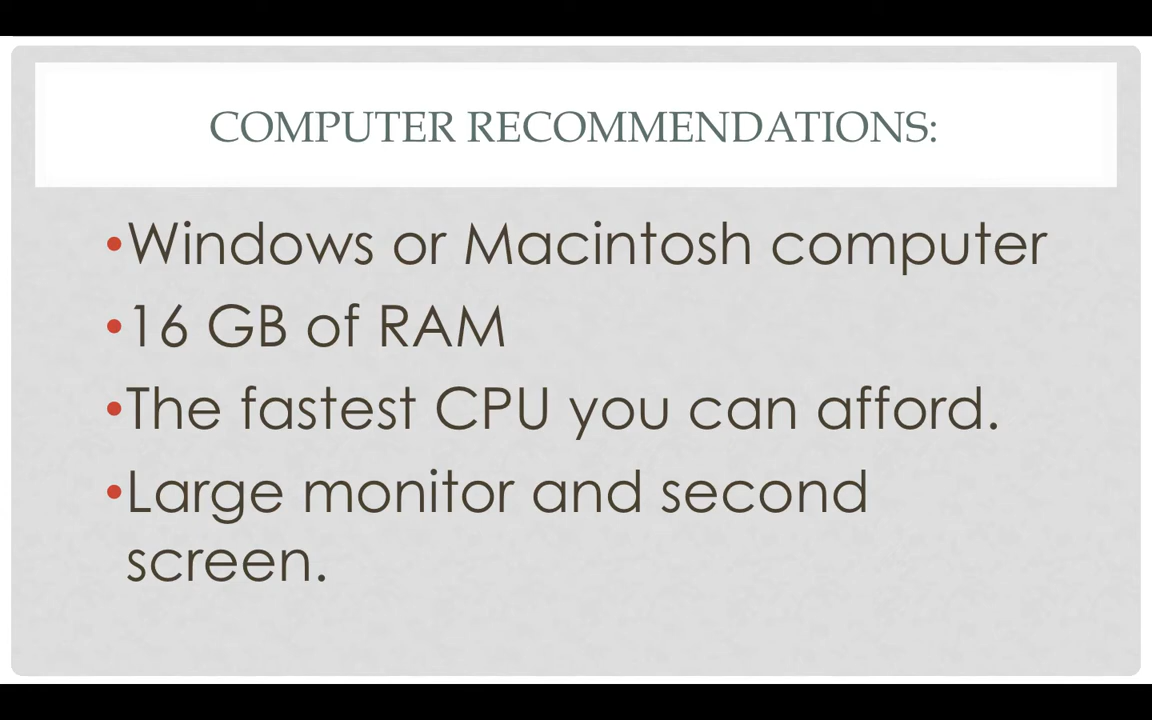 COMPUTER RECOMMENDATIONS:
•Windows or Macintosh computer
•16 GB of RAM
•The fastest CPU you can afford.
•Large monitor and second
screen.